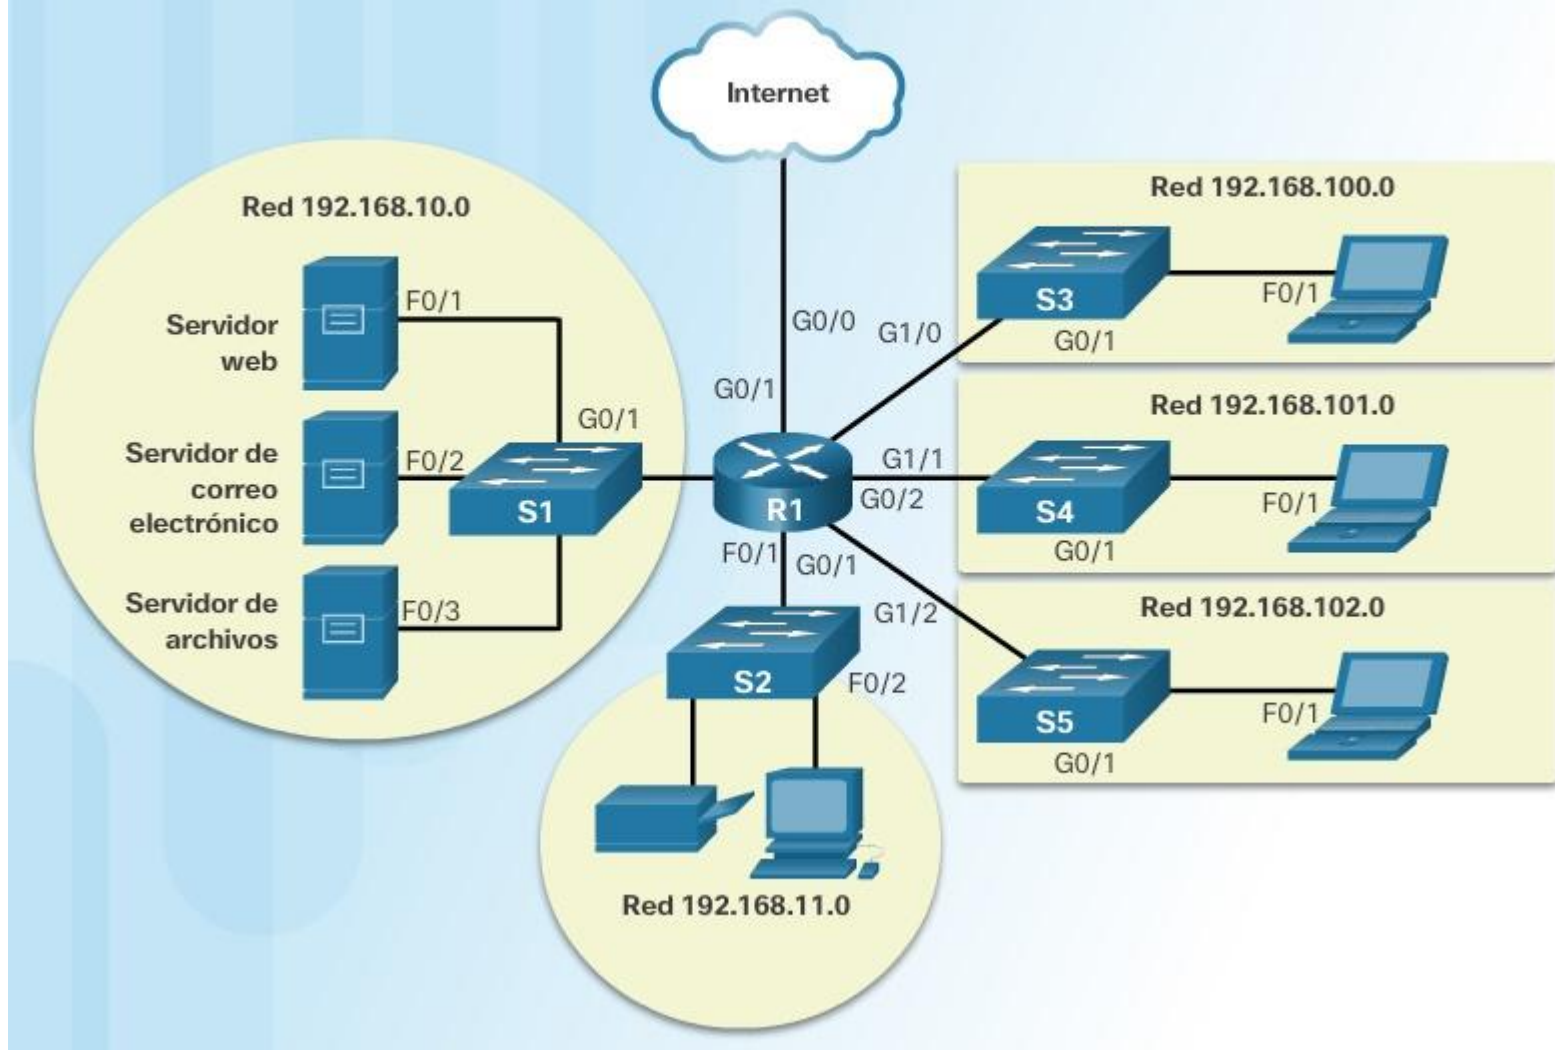 Internet
Red 192.168.10.0
Servidor
web
F0/1
Servidor de
correo
electrónico
F0/2
Servidor de
archivos
F0/3
G0/1
S1
G0/0
G0/1
R1
G1/0
G1/1
G0/2
F0/1
G0/1
G1/2
S2
F0/2
Red 192.168.11.0
Red 192.168.100.0
S3
F0/1
G0/1
Red 192.168.101.0
S4
F0/1
G0/1
Red 192.168.102.0
S5
F0/1
G0/1